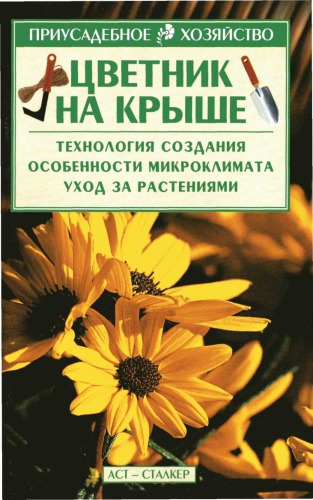 ПРИУСАДЕБНОЕ ХОЗЯЙСТВО
ЦВЕТНИК
НА КРЫШЕ
ТЕХНОЛОГИЯ СОЗДАНИЯ
ОСОБЕННОСТИ МИКРОКЛИМАТА
УХОД ЗА РАСТЕНИЯМИ
АСТ – СТАЛКЕР